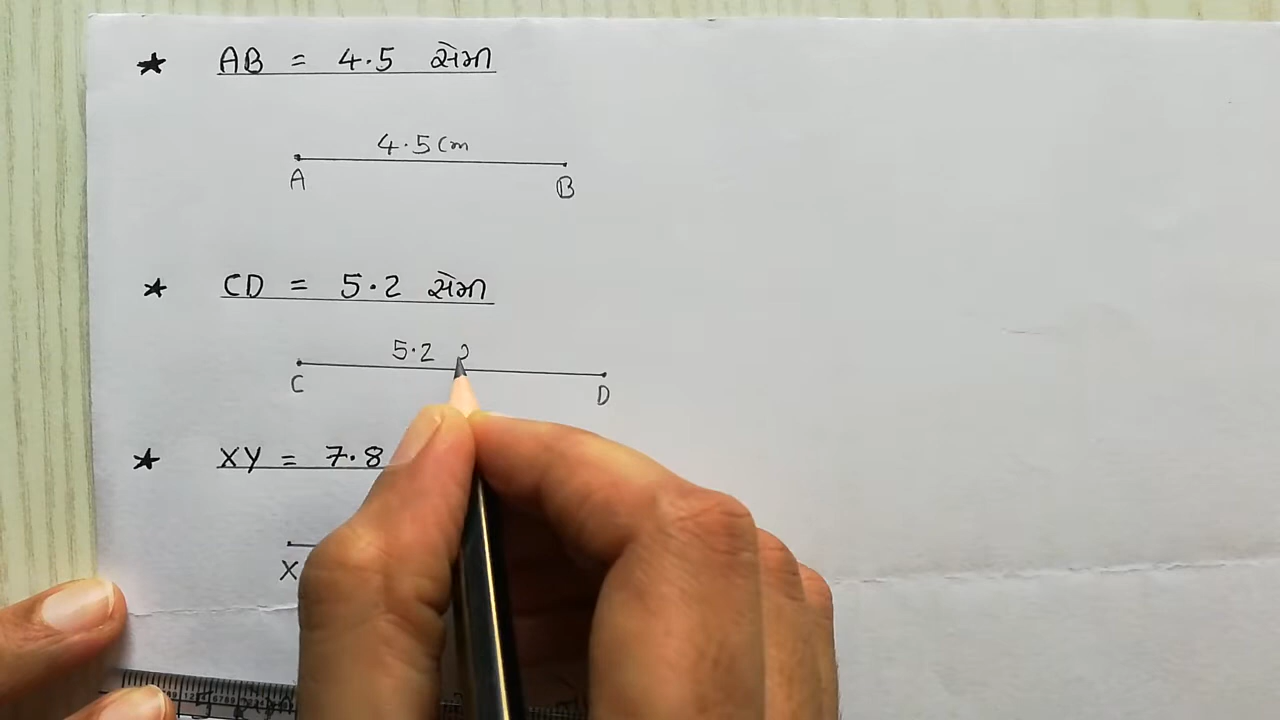 ★ AB = 4.5 સેમી
4.5 cm
A B
★ CD = 5.2 સેમી
5.2
C D
★ XY = 7.8
X